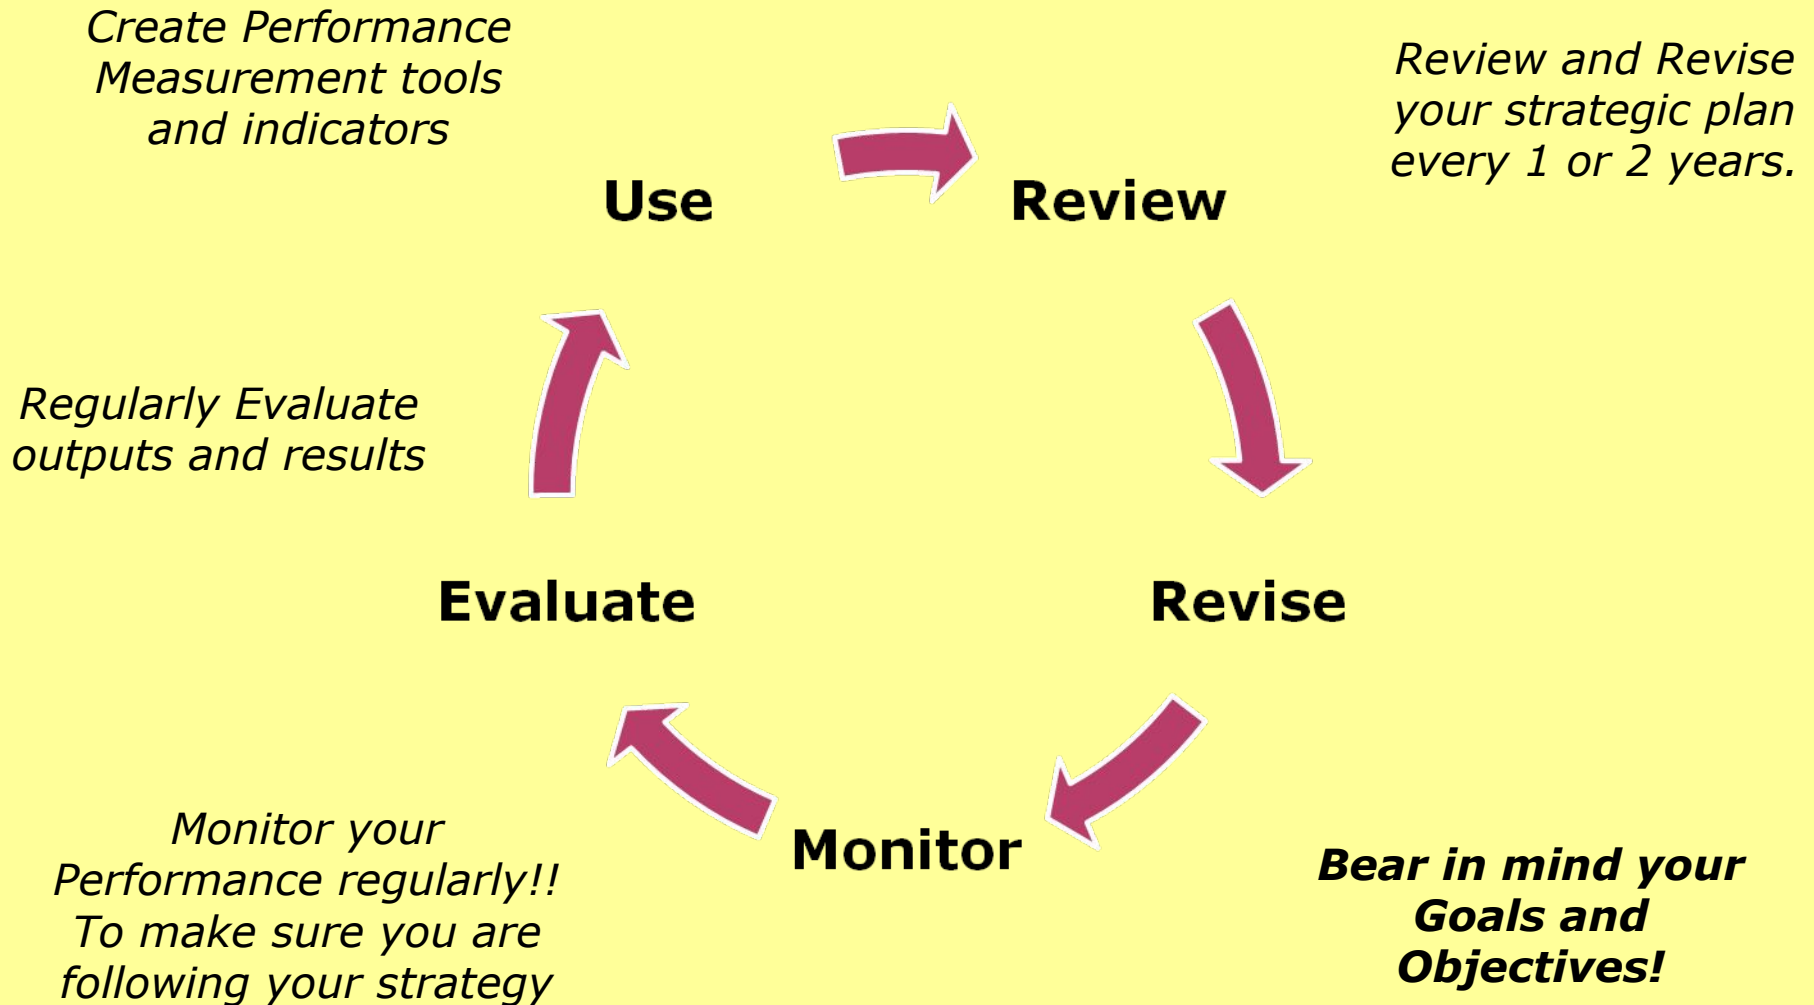 Create Performance
Measurement tools
and indicators
Review and Revise
your strategic plan
every 1 or 2 years.
Use
Review
Regularly Evaluate
outputs and results
Evaluate
Revise
Monitor
Monitor your
Performance regularly!!
To make sure you are
following your strategy
Bear in mind your
Goals and
Objectives!